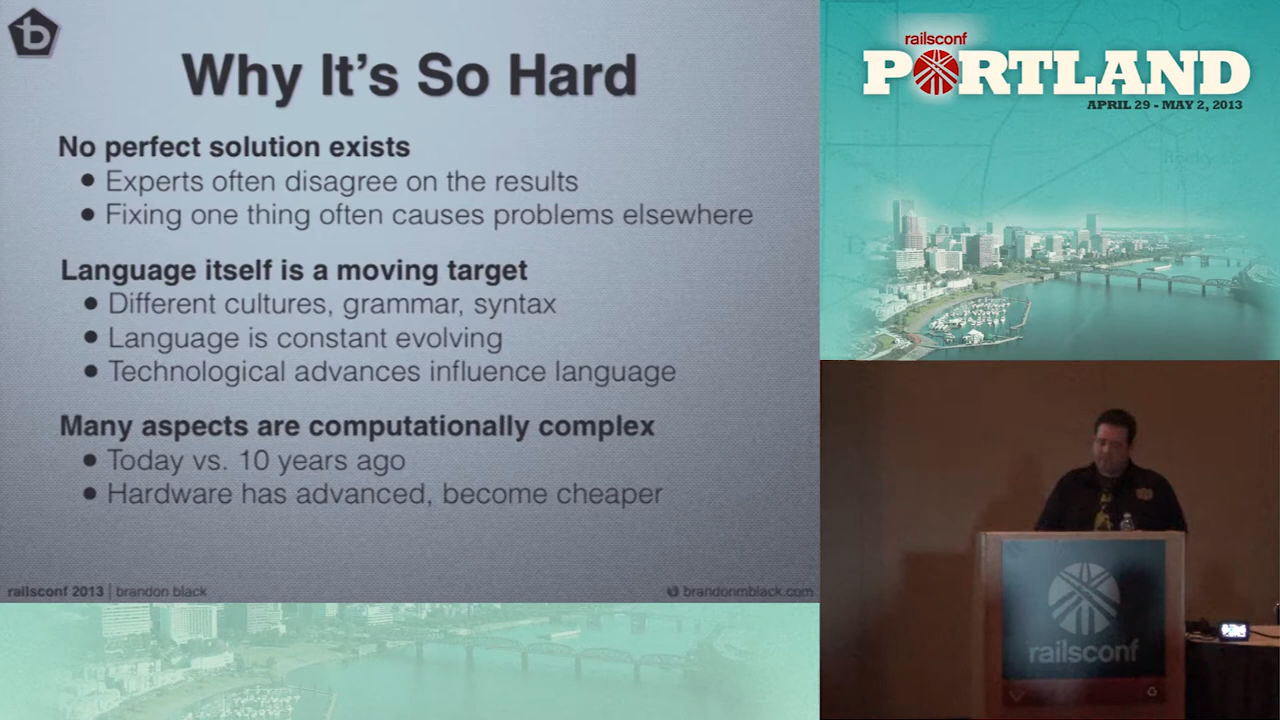 Why It's So Hard
No perfect solution exists
● Experts often disagree on the results
● Fixing one thing often causes problems elsewhere
Language itself is a moving target
● Different cultures, grammar, syntax
● Language is constant evolving
● Technological advances influence language
Many aspects are computationally complex
● Today vs. 10 years ago
● Hardware has advanced, become cheaper
railsconf 2013 | brandon black
brandonmblack.com
railsconf
PORTLAND
APRIL 29 - MAY 2, 2013
railsconf